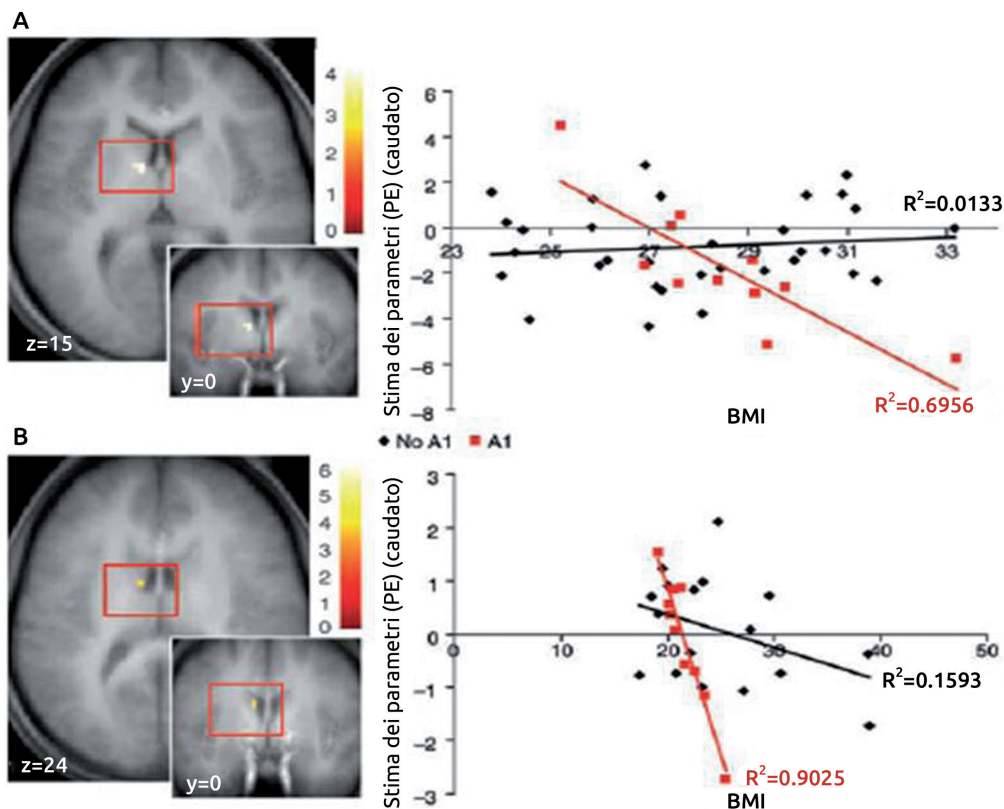 A
4
3
2
1
0
z=15
y=0
Stima dei parametri (PE) (caudato)
6
4
2
0
−2
−4
−6
−8
23 25 27 29 31 33
R²=0.0133
R²=0.6956
BMI
No A1 A1
B
6
5
4
3
2
1
0
z=24
y=0
Stima dei parametri (PE) (caudato)
3
2
1
0
−1
−2
−3
0 10 20 30 40 50
R²=0.1593
R²=0.9025
BMI